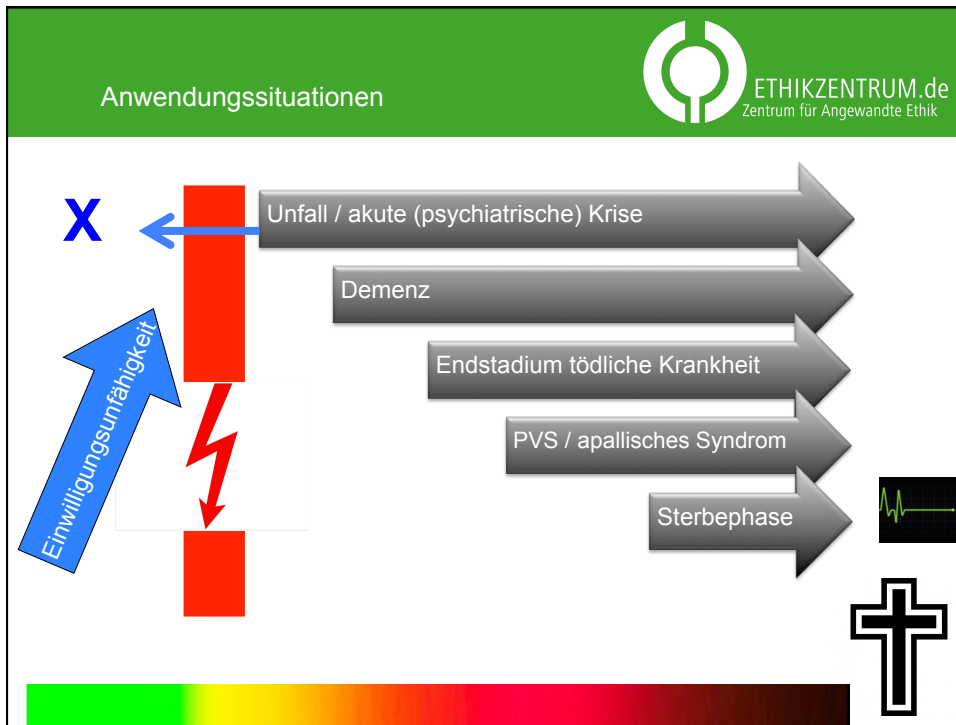 Anwendungssituationen
ETHIKZENTRUM.de
Zentrum für Angewandte Ethik
X
Unfall / akute (psychiatrische) Krise
Demenz
Endstadium tödliche Krankheit
PVS / apallisches Syndrom
Sterbephase
Einwilligungsunfähigkeit